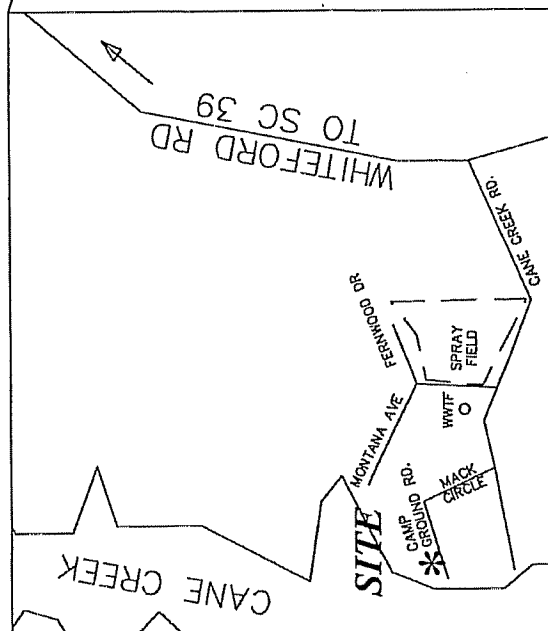 WHITEFORD RD
TO SC 39
CANE CREEK RD.
FERNWOOD DR
SPRAY
FIELD
MONTANA AVE
WWTF
MACK
CIRCLE
CAMP
GROUND RD.
SITE
CANE CREEK